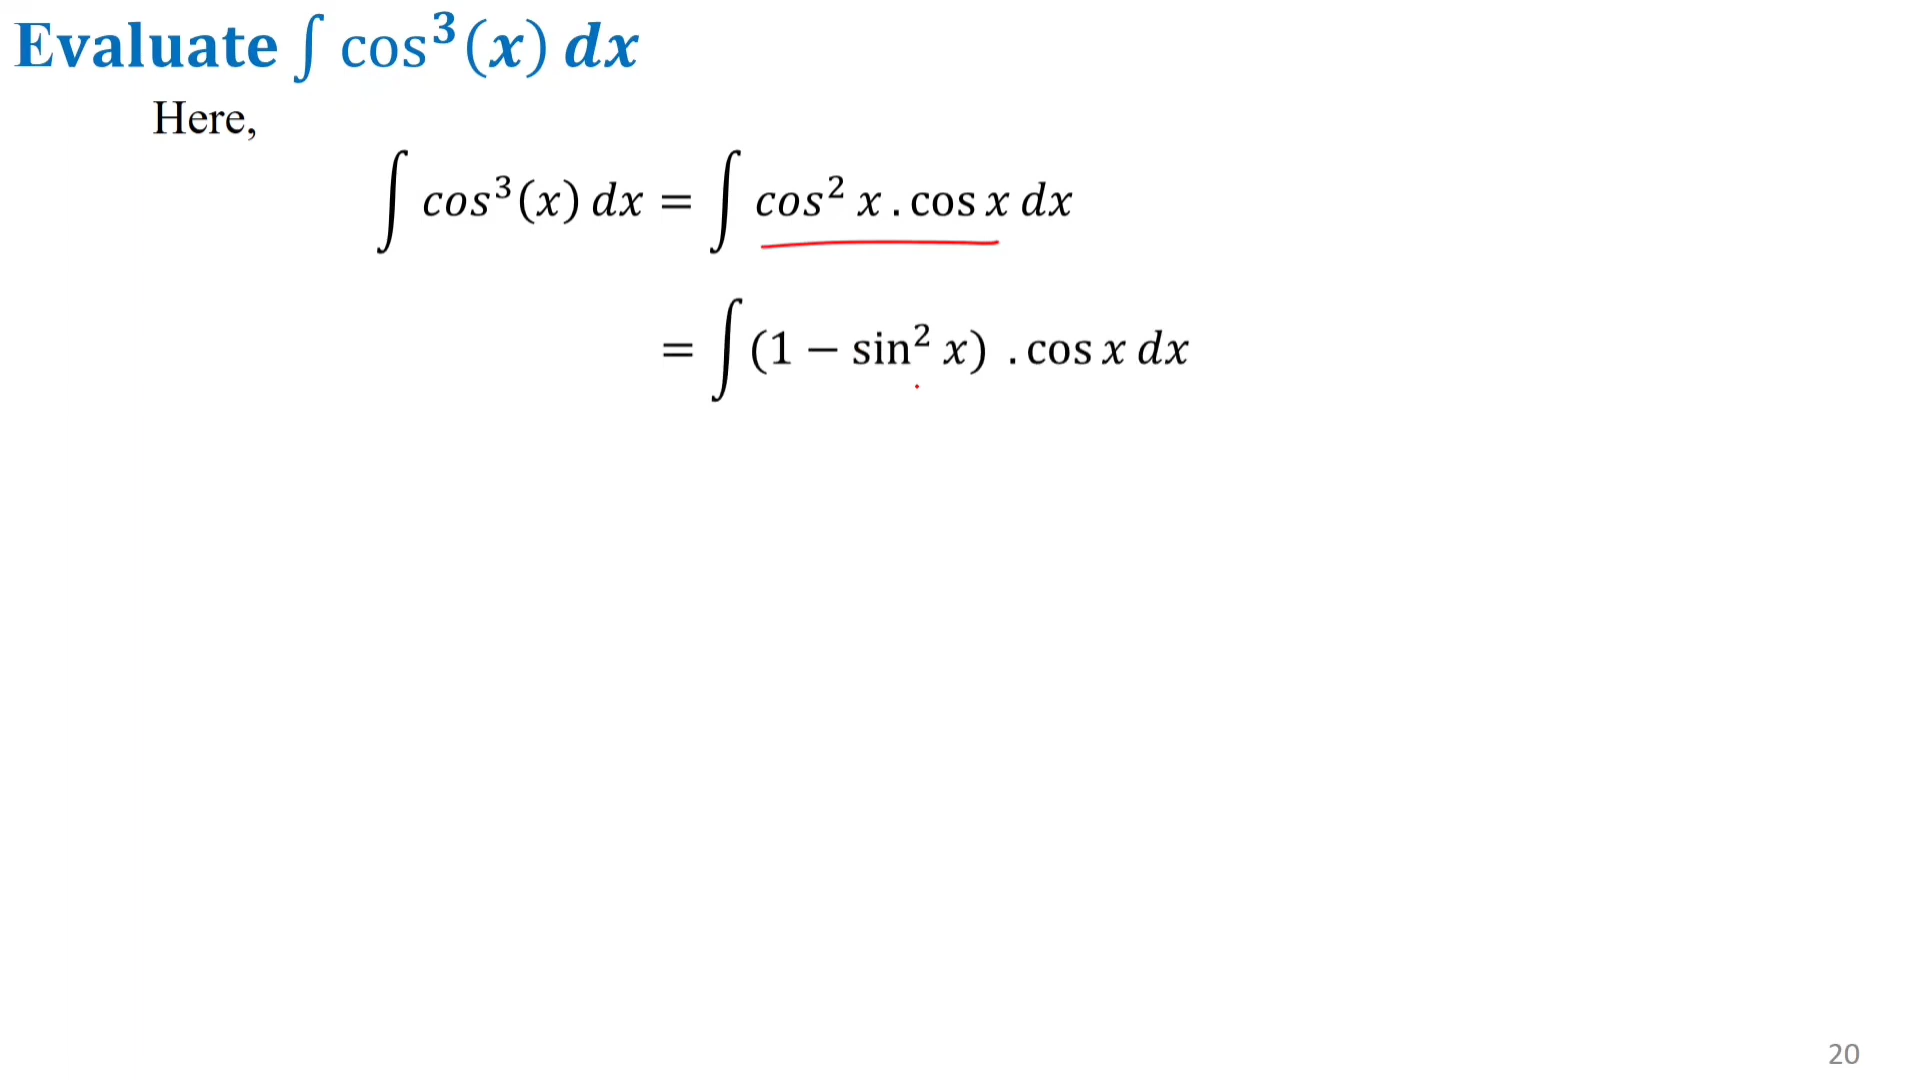 Evaluate ∫ cos³(x) dx
Here,
∫ cos³(x) dx = ∫ cos² x . cos x dx
= ∫ (1 − sin² x) . cos x dx
20